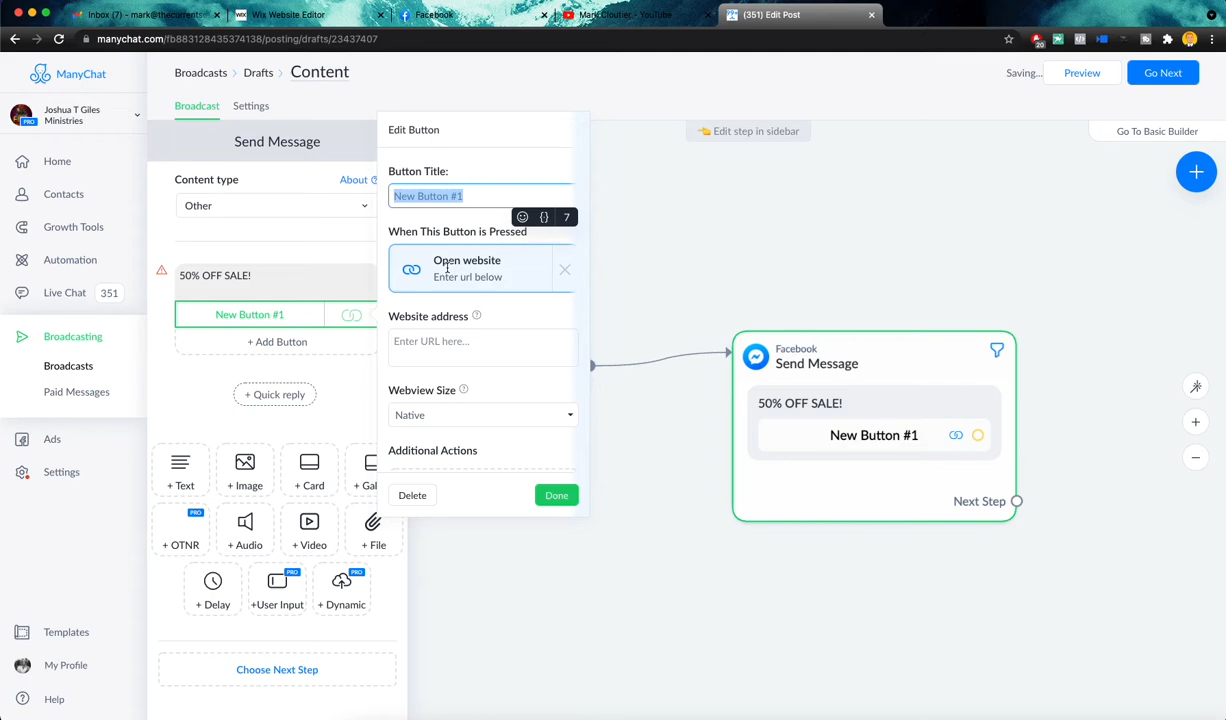 Inbox (7) - mark@thecurrents
Wix Website Editor
Facebook
Mark Cloutier - YouTube
(351) Edit Post
manychat.com/fb883128435374138/posting/drafts/23437407
20
ManyChat
Broadcasts
Drafts
Content
Saving...
Preview
Go Next
Joshua T Giles
Ministries
PRO
Broadcast
Settings
Edit step in sidebar
Go To Basic Builder
Home
Contacts
Growth Tools
Automation
Live Chat
351
Broadcasting
Broadcasts
Paid Messages
Ads
Settings
Templates
My Profile
Help
Send Message
Content type
About
Other
50% OFF SALE!
New Button #1
+ Add Button
+ Quick reply
+ Text
+ Image
+ Card
+ Gal
PRO
+ OTNR
+ Audio
+ Video
+ File
PRO
PRO
+ Delay
+User Input
+ Dynamic
Choose Next Step
Edit Button
Button Title:
New Button #1
{}
7
When This Button is Pressed
Open website
Enter url below
Website address
Enter URL here...
Webview Size
Native
Additional Actions
Delete
Done
Facebook
Send Message
50% OFF SALE!
New Button #1
Next Step